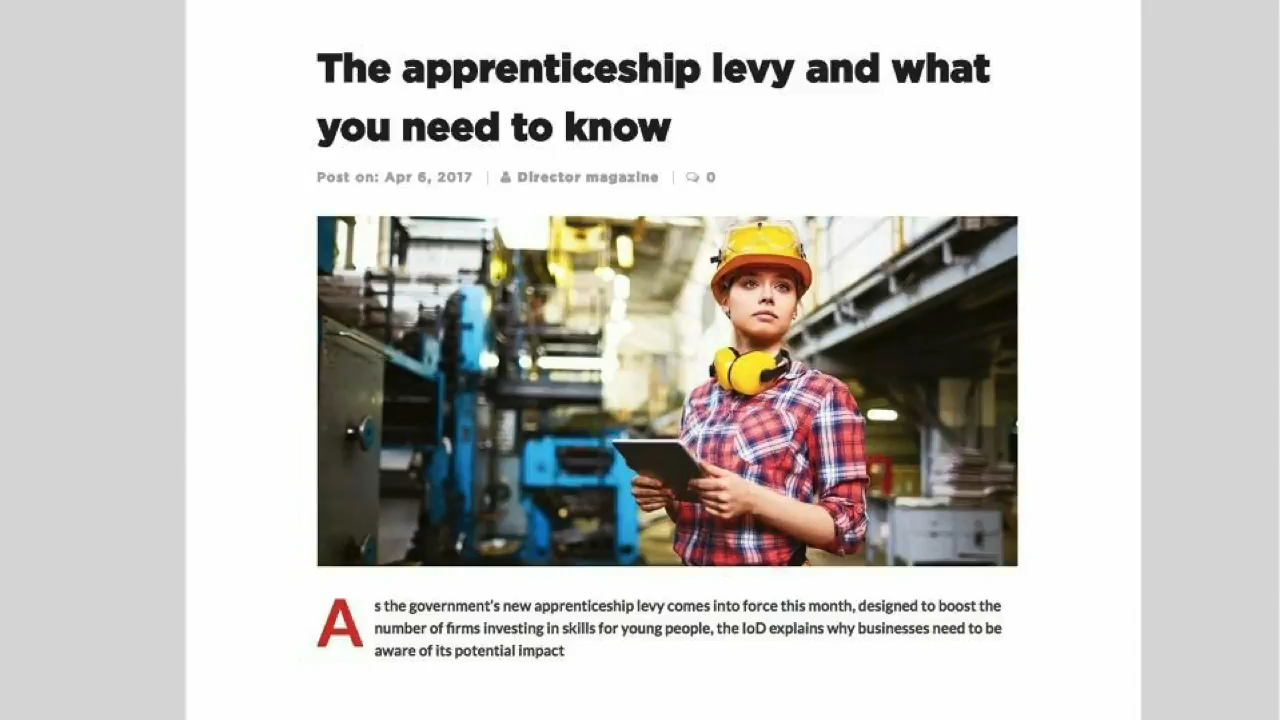 The apprenticeship levy and what
you need to know
Post on: Apr 6, 2017 | Director magazine | 0
As the government's new apprenticeship levy comes into force this month, designed to boost the
number of firms investing in skills for young people, the IoD explains why businesses need to be
aware of its potential impact